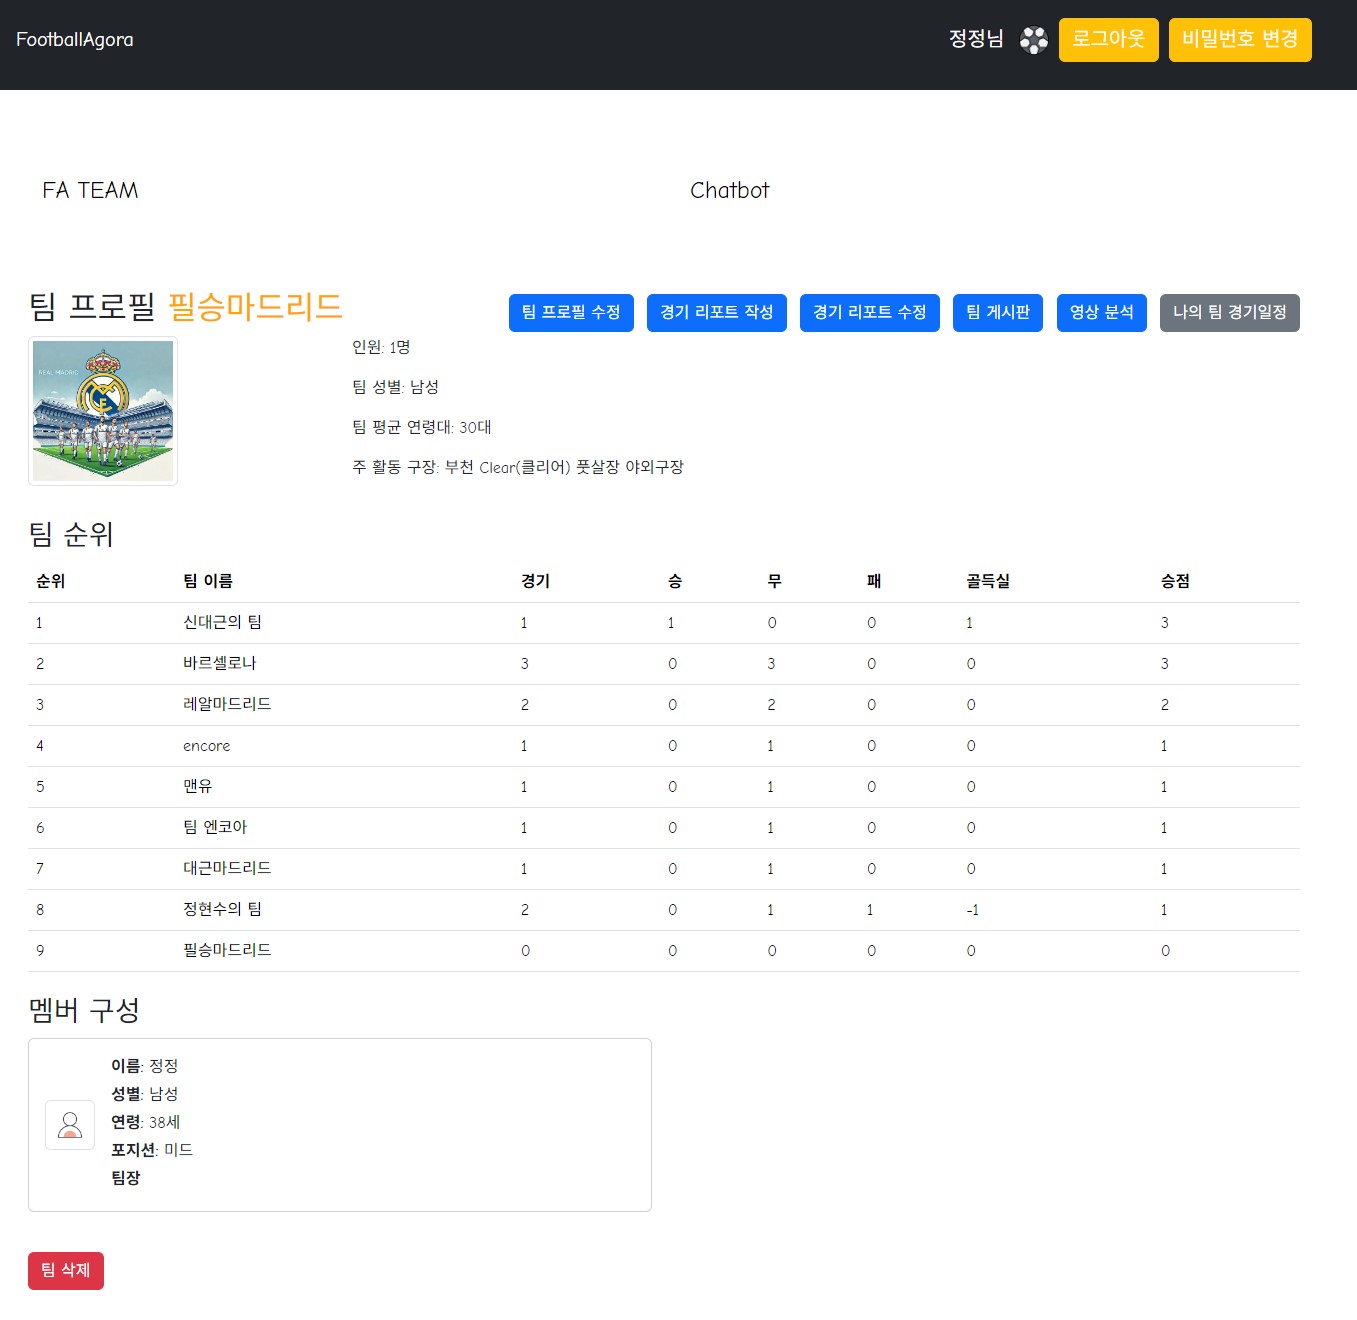 FootballAgora
정정님 로그아웃 비밀번호 변경
FA TEAM
Chatbot
팀 프로필 필승마드리드
팀 프로필 수정 경기 리포트 작성 경기 리포트 수정 팀 게시판 영상 분석 나의 팀 경기일정
REAL MADRID
인원: 1명
팀 성별: 남성
팀 평균 연령대: 30대
주 활동 구장: 부천 Clear(클리어) 풋살장 야외구장
팀 순위
순위 팀 이름 경기 승 무 패 골득실 승점
1 신대근의 팀 1 1 0 0 1 3
2 바르셀로나 3 0 3 0 0 3
3 레알마드리드 2 0 2 0 0 2
4 encore 1 0 1 0 0 1
5 맨유 1 0 1 0 0 1
6 팀 엔코아 1 0 1 0 0 1
7 대근마드리드 1 0 1 0 0 1
8 정현수의 팀 2 0 1 1 -1 1
9 필승마드리드 0 0 0 0 0 0
멤버 구성
이름: 정정
성별: 남성
연령: 38세
포지션: 미드
팀장
팀 삭제